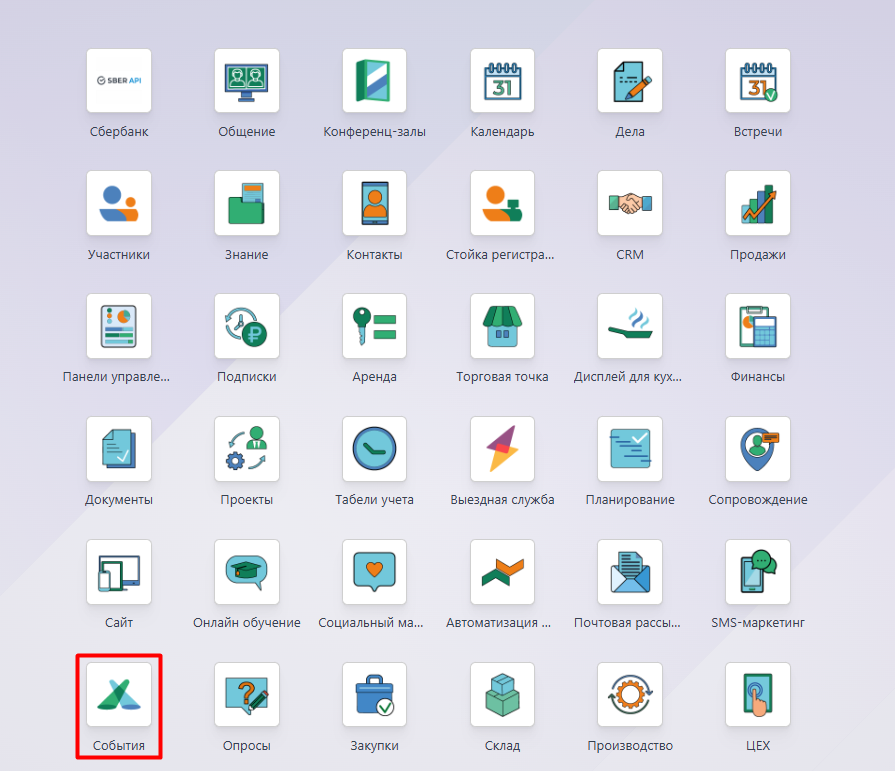 SBER API
31
31
Сбербанк
Общение
Конференц-залы
Календарь
Дела
Встречи
Участники
Знание
Контакты
Стойка регистра...
CRM
Продажи
₽
Панели управле...
Подписки
Аренда
Торговая точка
Дисплей для кух...
Финансы
Документы
Проекты
Табели учета
Выездная служба
Планирование
Сопровождение
Сайт
Онлайн обучение
Социальный ма...
Автоматизация ...
Почтовая рассы...
SMS-маркетинг
?
События
Опросы
Закупки
Склад
Производство
ЦЕХ